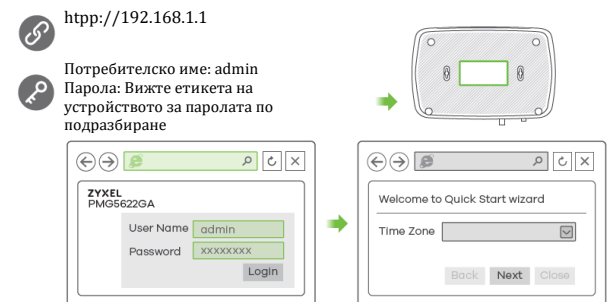 htpp://192.168.1.1
Потребителско име: admin
Парола: Вижте етикета на
устройството за паролата по
подразбиране
ZYXEL
PMG5622GA
User Name admin
Password xxxxxxxx
Login
Welcome to Quick Start wizard
Time Zone
Back Next Close